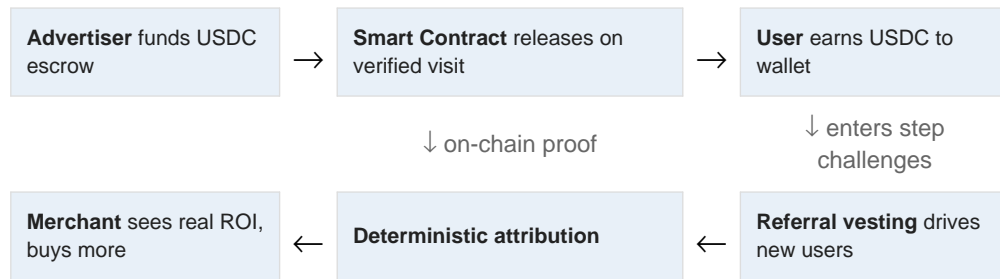 Advertiser funds USDC
escrow
→
Smart Contract releases on
verified visit
→
User earns USDC to
wallet
↓ on-chain proof
↓ enters step
challenges
Merchant sees real ROI,
buys more
←
Deterministic attribution
←
Referral vesting drives
new users